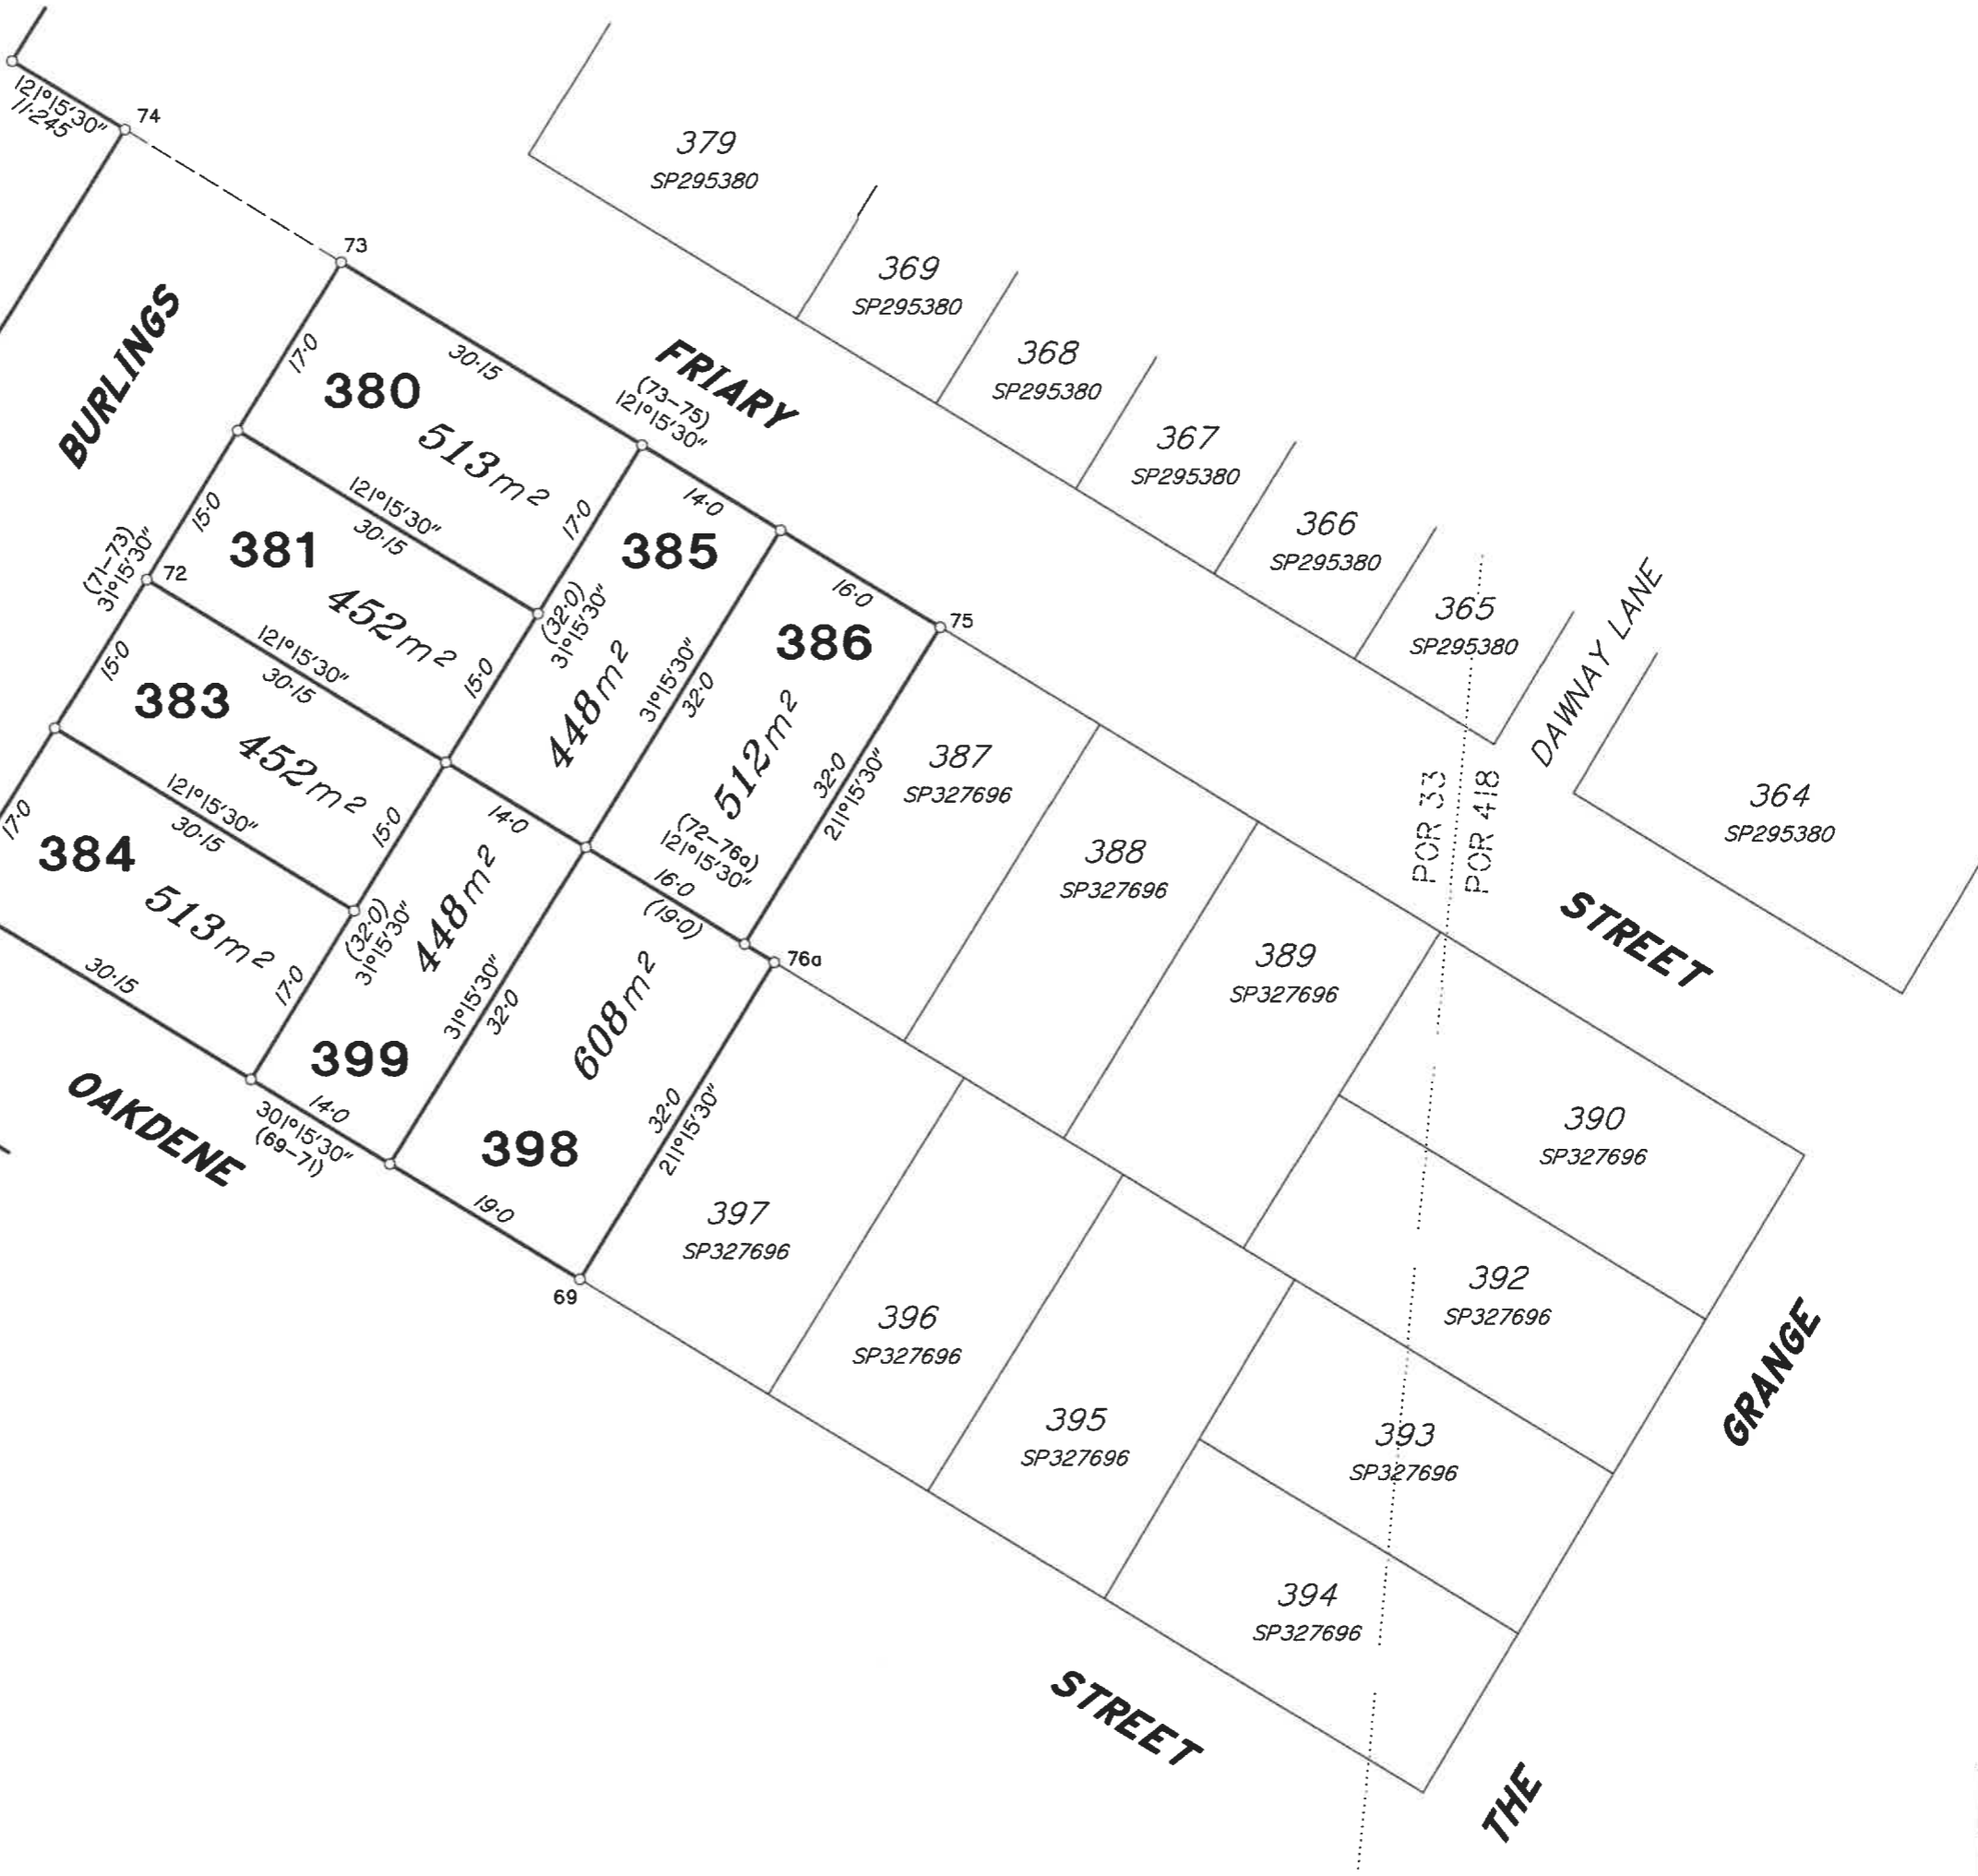 121°15′30″
11·245
74
73
379
SP295380
369
SP295380
368
SP295380
367
SP295380
366
SP295380
365
SP295380
DAWNAY LANE
364
SP295380
BURLINGS
FRIARY
(73–75)
121°15′30″
17·0
30·15
380
513m²
17·0
121°15′30″
30·15
15·0
381
452m²
15·0
(71–73)
31°15′30″
72
(32·0)
31°15′30″
14·0
385
448m²
31°15′30″
32·0
16·0
75
386
512m²
32·0
211°15′30″
(72–76a)
121°15′30″
16·0
(19·0)
76a
121°15′30″
30·15
15·0
383
452m²
15·0
121°15′30″
30·15
17·0
384
513m²
17·0
30·15
(32·0)
31°15′30″
14·0
448m²
399
14·0
301°15′30″
(69–71)
31°15′30″
32·0
608m²
398
32·0
211°15′30″
19·0
69
OAKDENE
387
SP327696
388
SP327696
389
SP327696
POR 33
POR 418
STREET
390
SP327696
392
SP327696
393
SP327696
394
SP327696
395
SP327696
396
SP327696
397
SP327696
GRANGE
STREET
THE